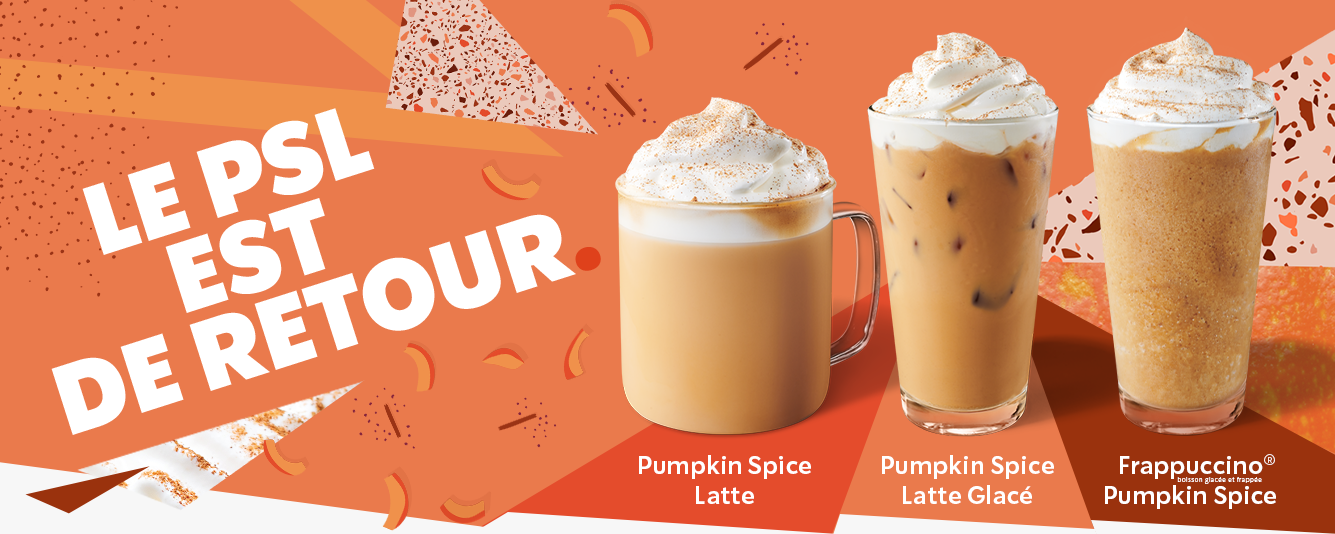 LE PSL
EST
DE RETOUR.
Pumpkin Spice
Latte
Pumpkin Spice
Latte Glacé
Frappuccino®
boisson glacée et frappée
Pumpkin Spice